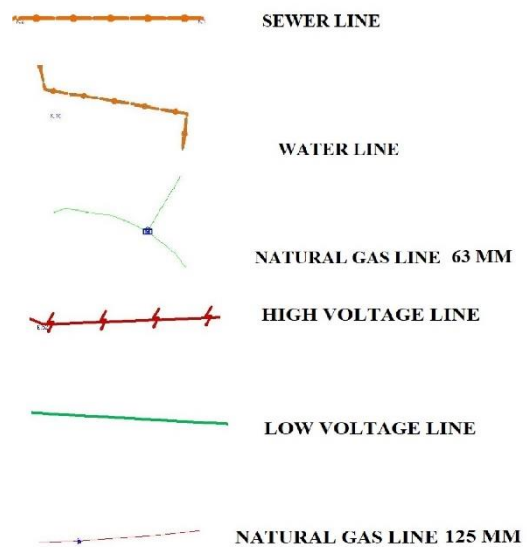 SEWER LINE
WATER LINE
NATURAL GAS LINE 63 MM
HIGH VOLTAGE LINE
LOW VOLTAGE LINE
NATURAL GAS LINE 125 MM